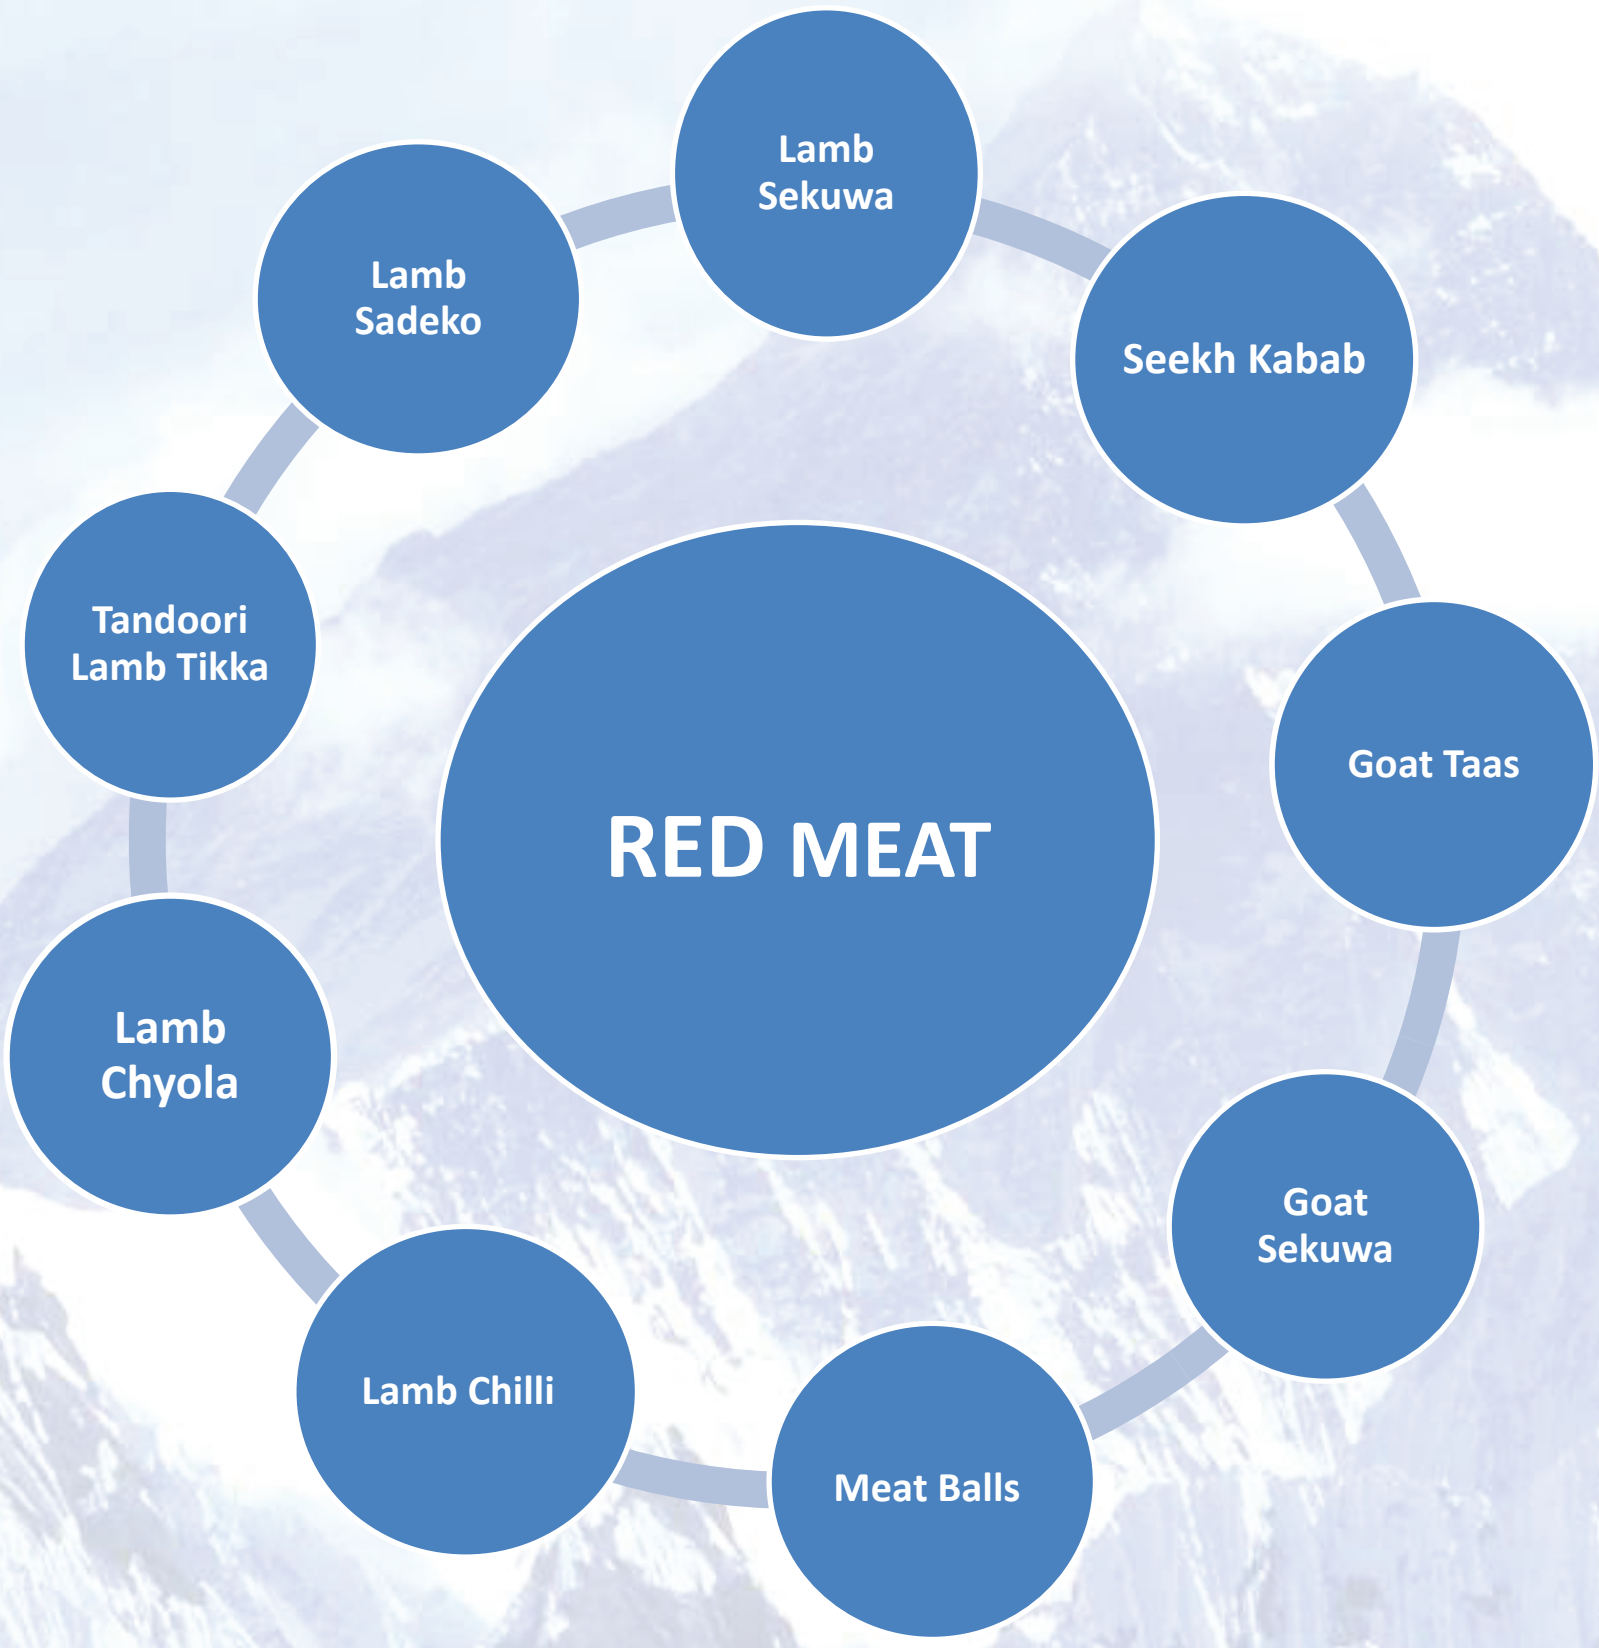 Lamb
Sekuwa
Lamb
Sadeko
Seekh Kabab
Tandoori
Lamb Tikka
Goat Taas
RED MEAT
Lamb
Chyola
Goat
Sekuwa
Lamb Chilli
Meat Balls